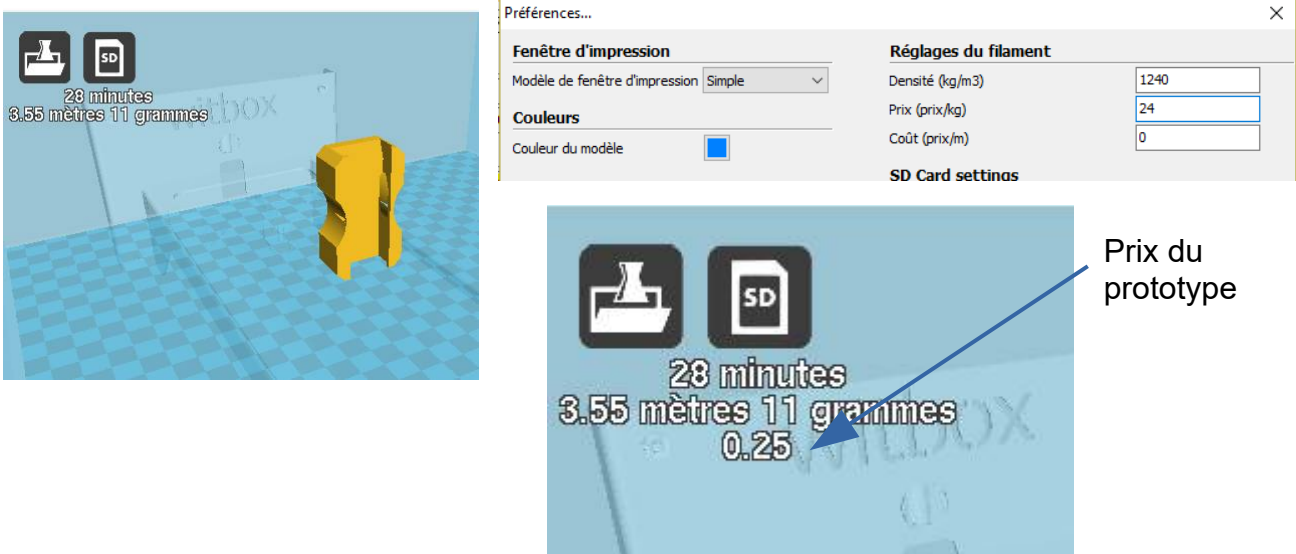 SD
28 minutes
3.55 mètres 11 grammes
witbox
Préférences...
Fenêtre d'impression
Modèle de fenêtre d'impression Simple
Couleurs
Couleur du modèle
Réglages du filament
Densité (kg/m3) 1240
Prix (prix/kg) 24
Coût (prix/m) 0
SD Card settings
SD
28 minutes
3.55 mètres 11 grammes
0.25
witbox
Prix du
prototype